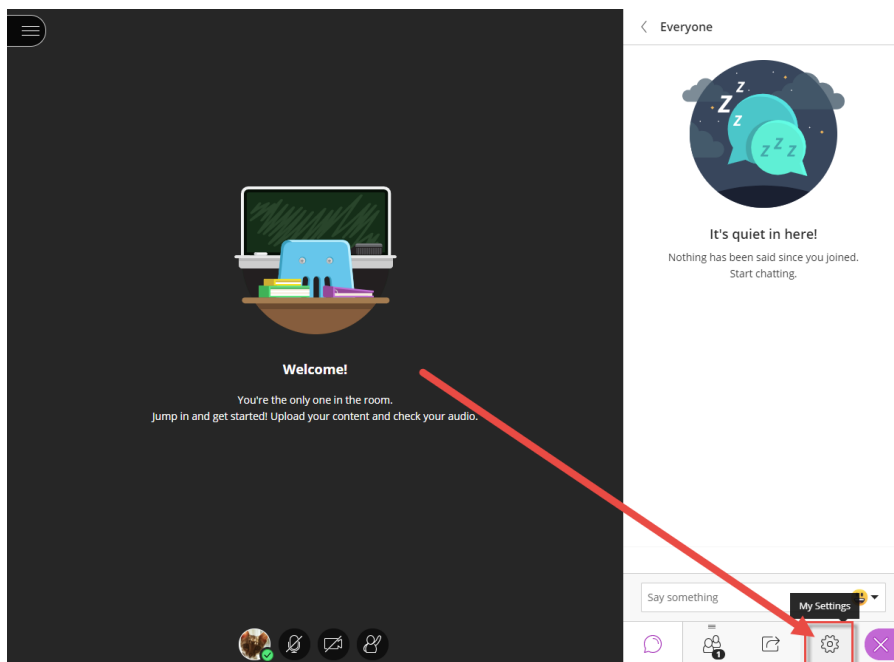 Everyone
z
Z
z
z z z
It's quiet in here!
Nothing has been said since you joined.
Start chatting.
Welcome!
You're the only one in the room.
Jump in and get started! Upload your content and check your audio.
Say something
My Settings
1